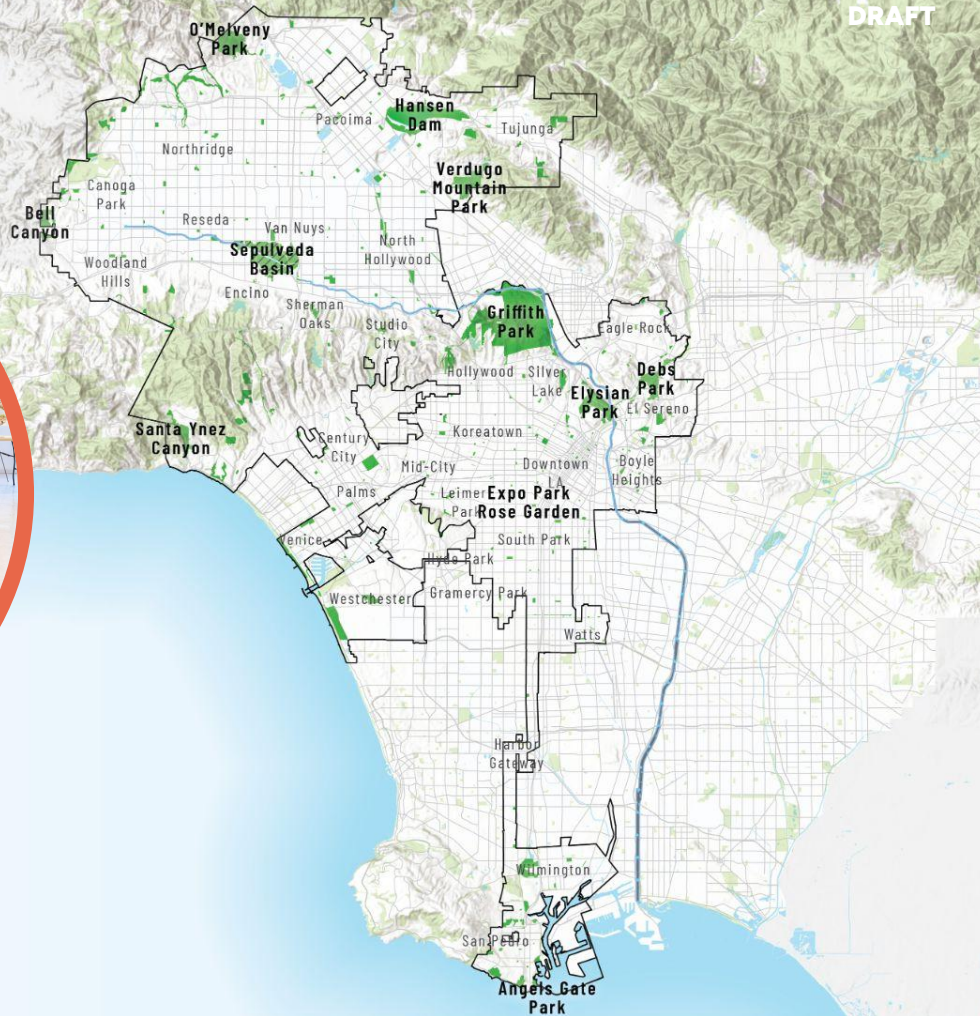 DRAFT
O'Melveny
Park
Hansen
Dam
Pacoima
Tujunga
Northridge
Verdugo
Mountain
Park
Canoga
Park
Bell
Canyon
Reseda
Van Nuys
North
Hollywood
Sepulveda
Basin
Woodland
Hills
Encino
Sherman
Oaks
Studio
City
Griffith
Park
Eagle Rock
Hollywood
Silver
Lake
Debs
Park
Elysian
Park
El Sereno
Santa Ynez
Canyon
Century
City
Koreatown
Mid-City
Downtown
LA
Boyle
Heights
Palms
Leimert
Park
Expo Park
Rose Garden
Venice
South Park
Hyde Park
Westchester
Gramercy Park
Watts
Harbor
Gateway
Wilmington
San Pedro
Angels Gate
Park